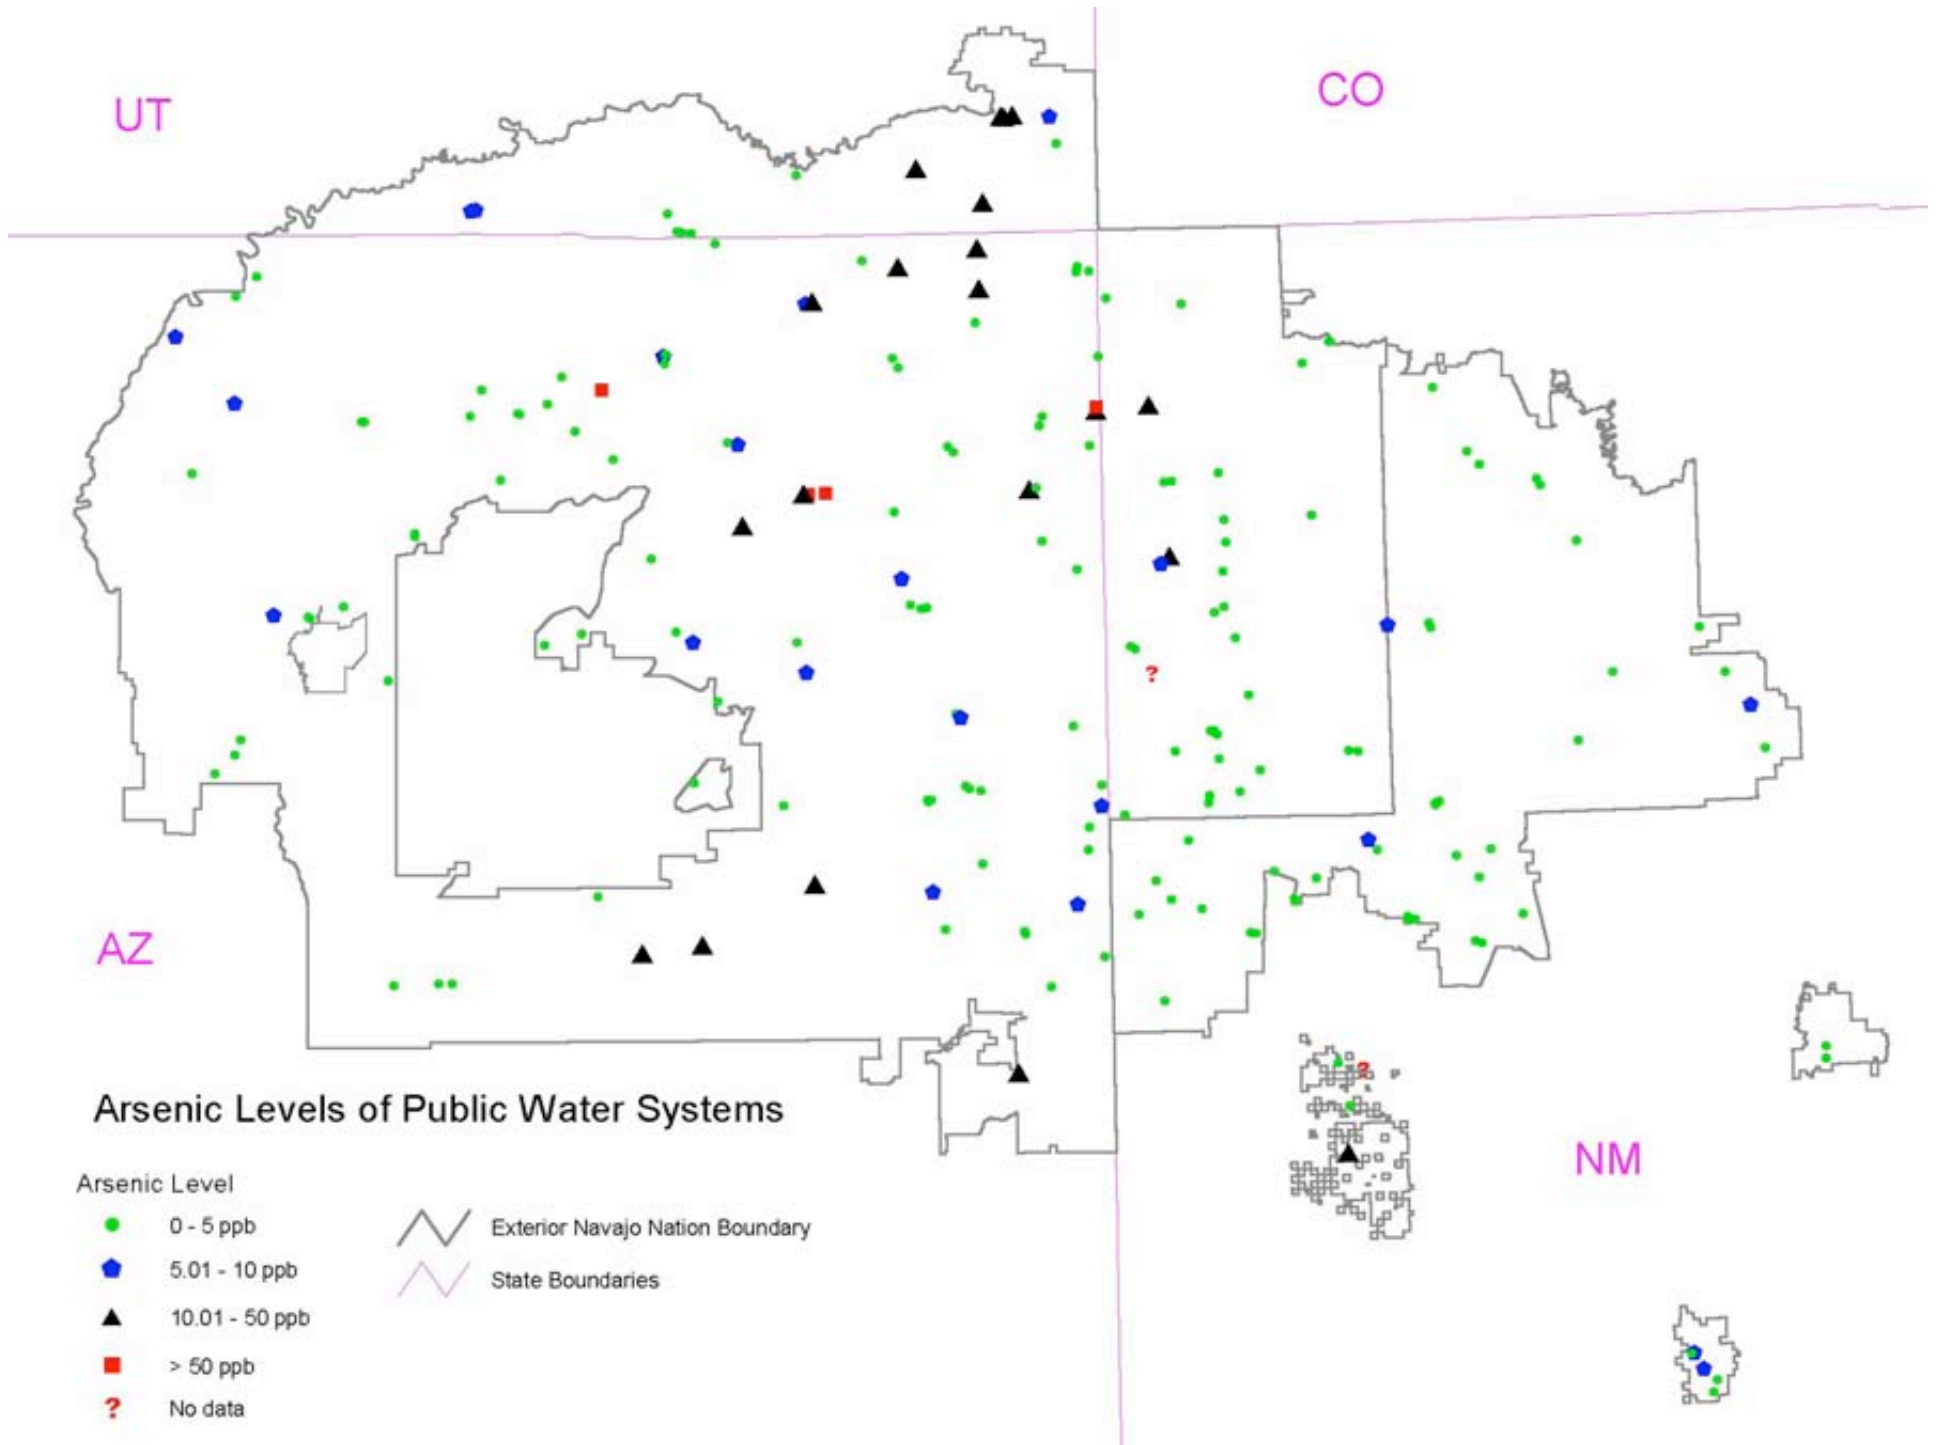 UT
CO
?
AZ
?
NM
Arsenic Levels of Public Water Systems
Arsenic Level
0 - 5 ppb
5.01 - 10 ppb
10.01 - 50 ppb
> 50 ppb
? No data
Exterior Navajo Nation Boundary
State Boundaries